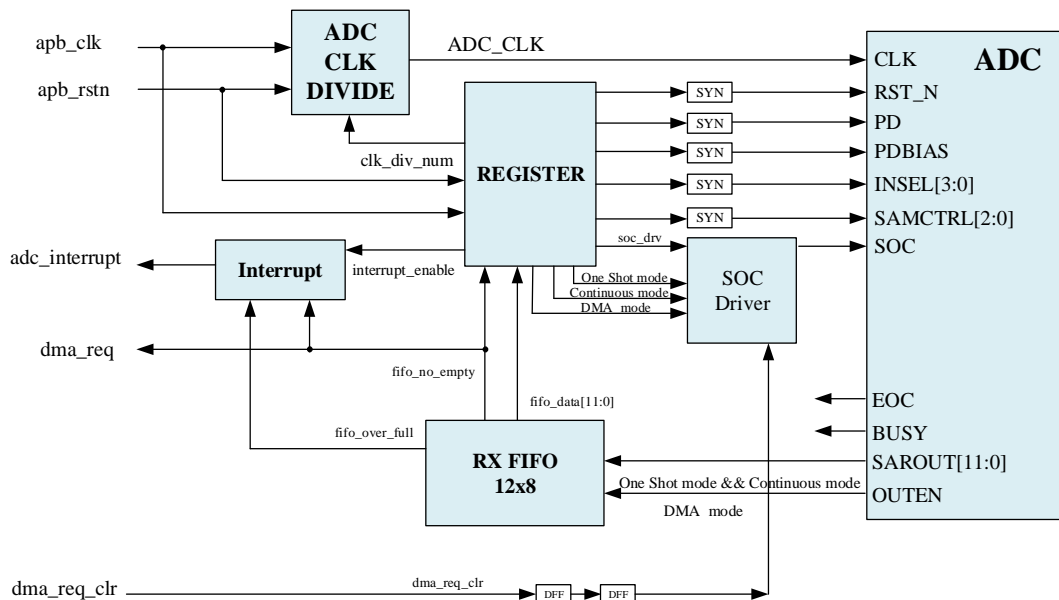 apb_clk
apb_rstn
ADC
CLK
DIVIDE
ADC_CLK
ADC
CLK
RST_N
PD
PDBIAS
INSEL[3:0]
SAMCTRL[2:0]
SOC
SYN
SYN
SYN
SYN
SYN
clk_div_num
REGISTER
soc_drv
adc_interrupt
Interrupt
interrupt_enable
One Shot mode
Continuous mode
DMA mode
SOC
Driver
dma_req
fifo_no_empty
fifo_data[11:0]
fifo_over_full
RX FIFO
12x8
EOC
BUSY
SAROUT[11:0]
One Shot mode && Continuous mode
OUTEN
DMA mode
dma_req_clr
dma_req_clr
DFF
DFF